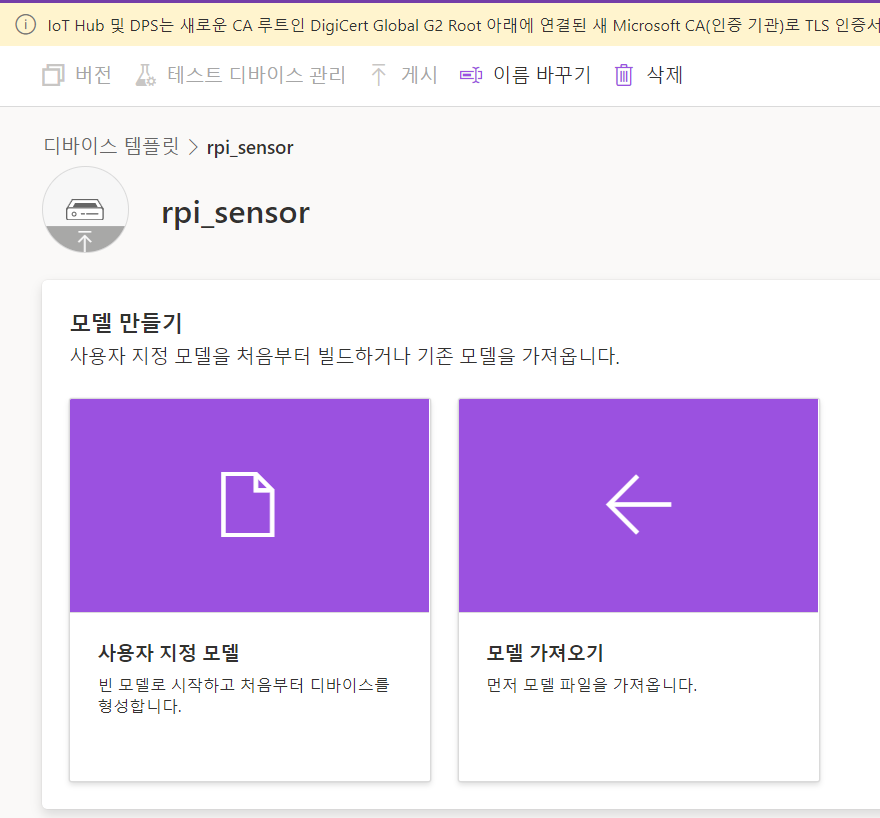 IoT Hub 및 DPS는 새로운 CA 루트인 DigiCert Global G2 Root 아래에 연결된 새 Microsoft CA(인증 기관)로 TLS 인증서
버전 테스트 디바이스 관리 게시 이름 바꾸기 삭제
디바이스 템플릿 > rpi_sensor
rpi_sensor
모델 만들기
사용자 지정 모델을 처음부터 빌드하거나 기존 모델을 가져옵니다.
사용자 지정 모델
빈 모델로 시작하고 처음부터 디바이스를
형성합니다.
모델 가져오기
먼저 모델 파일을 가져옵니다.